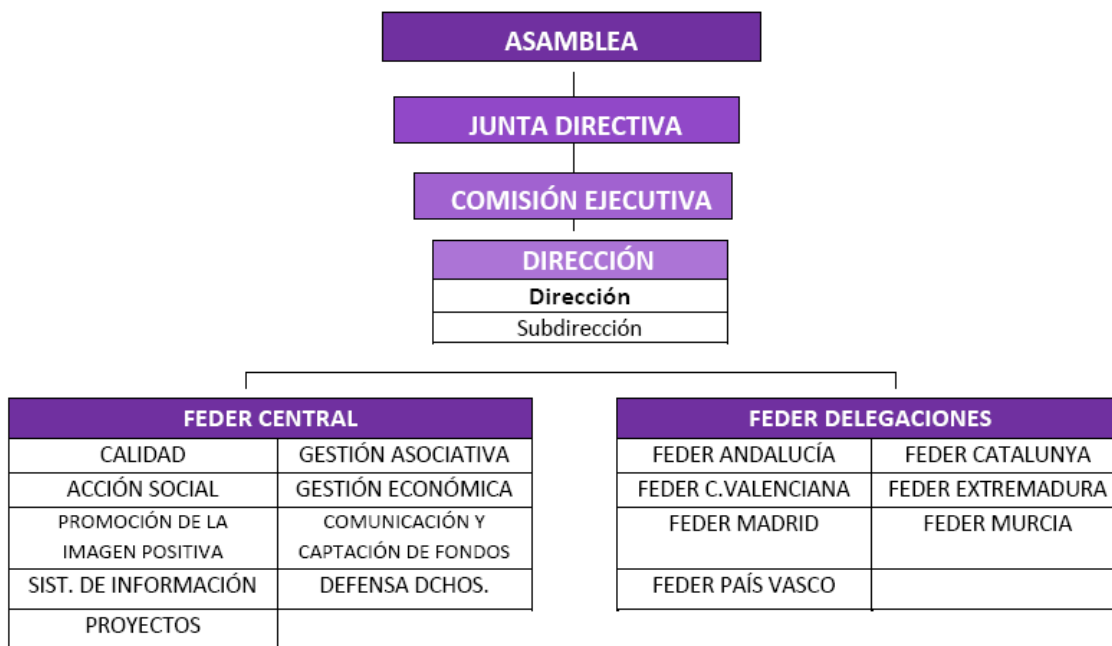 ASAMBLEA
JUNTA DIRECTIVA
COMISIÓN EJECUTIVA
DIRECCIÓN
Dirección
Subdirección
FEDER CENTRAL
CALIDAD
GESTIÓN ASOCIATIVA
ACCIÓN SOCIAL
GESTIÓN ECONÓMICA
PROMOCIÓN DE LA
IMAGEN POSITIVA
COMUNICACIÓN Y
CAPTACIÓN DE FONDOS
SIST. DE INFORMACIÓN
DEFENSA DCHOS.
PROYECTOS
FEDER DELEGACIONES
FEDER ANDALUCÍA
FEDER CATALUNYA
FEDER C.VALENCIANA
FEDER EXTREMADURA
FEDER MADRID
FEDER MURCIA
FEDER PAÍS VASCO